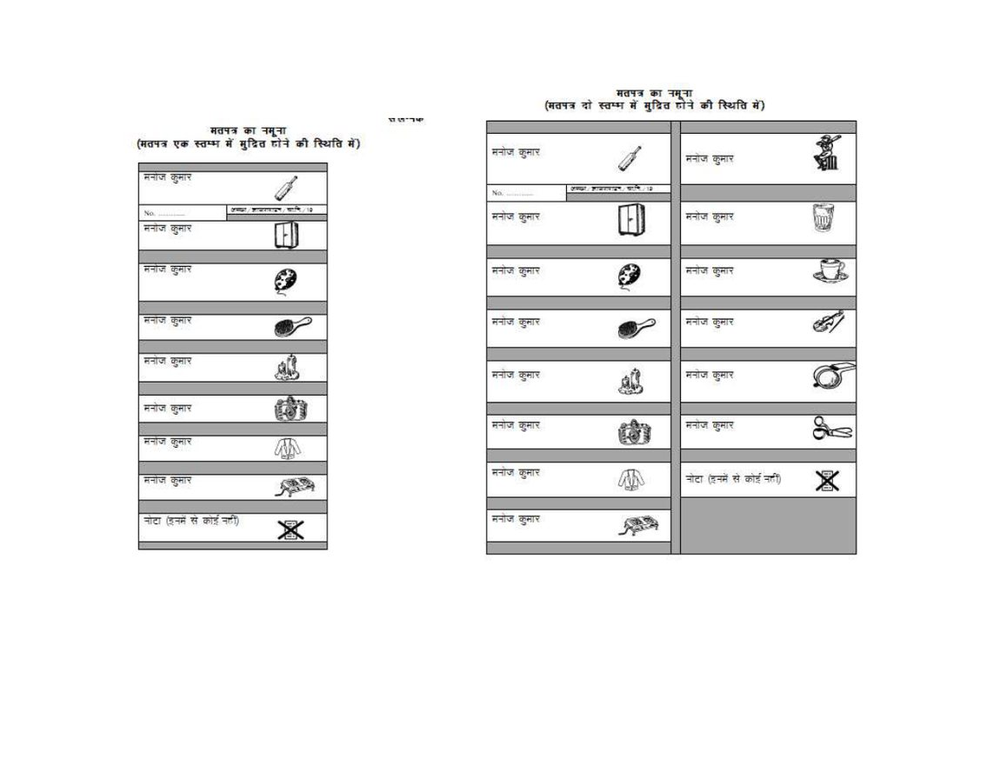 मतपत्र का नमूना
(मतपत्र एक स्तम्भ में मुद्रित होने की स्थिति में)
मनोज कुमार
No. ............
मनोज कुमार
मनोज कुमार
मनोज कुमार
मनोज कुमार
मनोज कुमार
मनोज कुमार
मनोज कुमार
नोटा (इनमें से कोई नहीं)
मतपत्र का नमूना
(मतपत्र दो स्तम्भ में मुद्रित होने की स्थिति में)
मनोज कुमार
No. ............
मनोज कुमार
मनोज कुमार
मनोज कुमार
मनोज कुमार
मनोज कुमार
मनोज कुमार
मनोज कुमार
मनोज कुमार
मनोज कुमार
मनोज कुमार
मनोज कुमार
मनोज कुमार
मनोज कुमार
नोटा (इनमें से कोई नहीं)